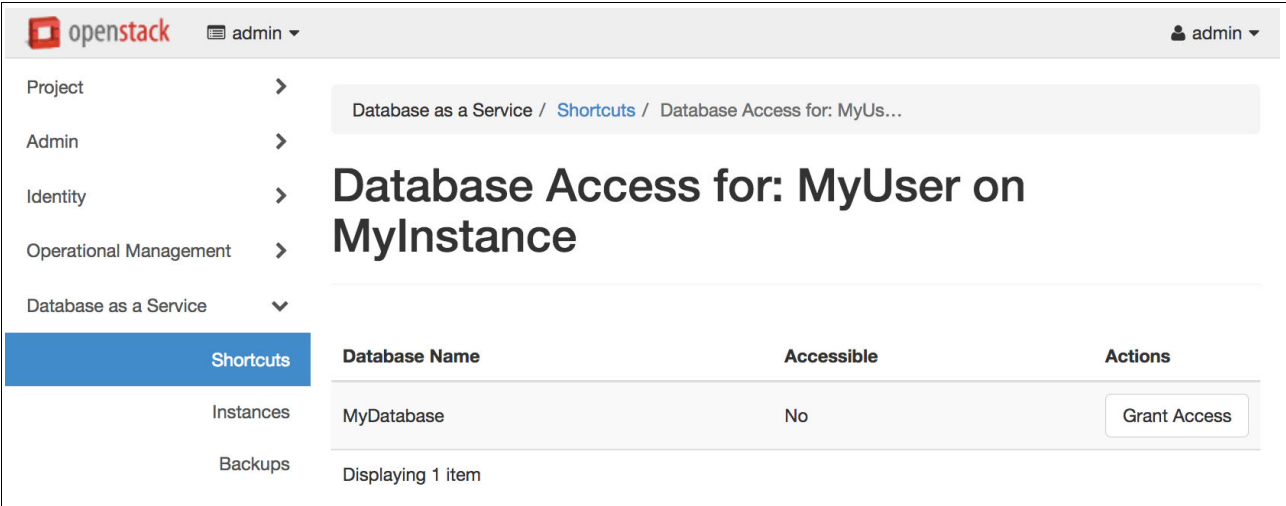 openstack admin admin
Project
Admin
Identity
Operational Management
Database as a Service
Shortcuts
Instances
Backups
Database as a Service / Shortcuts / Database Access for: MyUs...
Database Access for: MyUser on
MyInstance
Database Name Accessible Actions
MyDatabase No Grant Access
Displaying 1 item